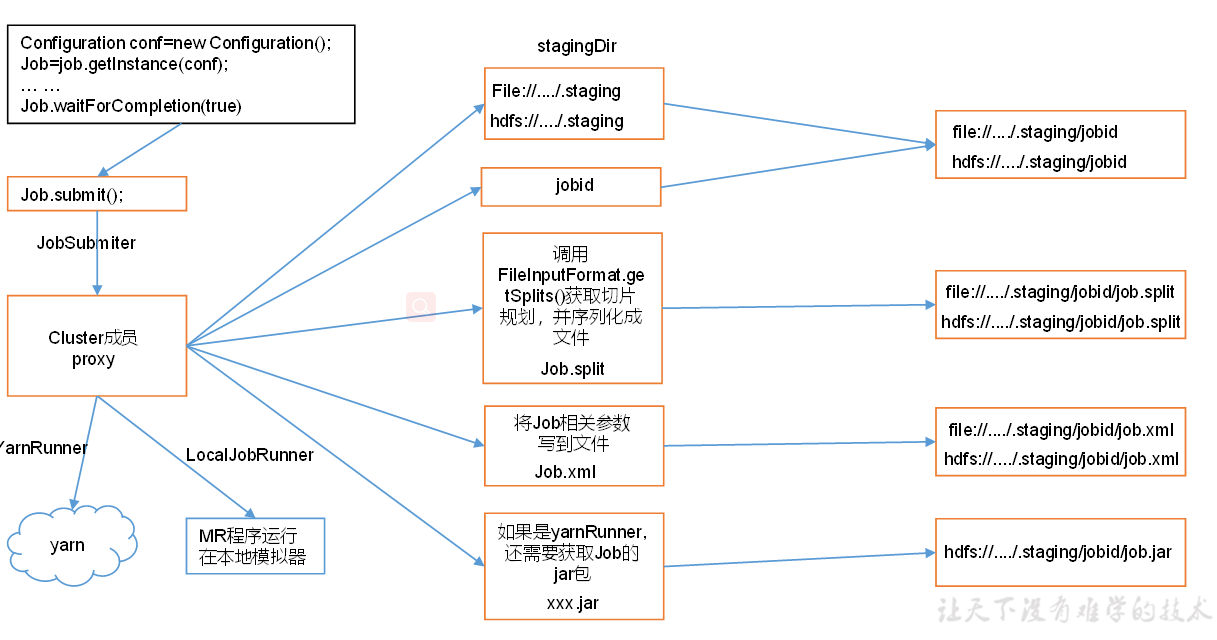 Configuration conf=new Configuration();
Job=job.getInstance(conf);
... ...
Job.waitForCompletion(true)
Job.submit();
JobSubmiter
Cluster成员
proxy
YarnRunner
LocalJobRunner
yarn
MR程序运行
在本地模拟器
stagingDir
File://..../.staging
hdfs://..../.staging
jobid
调用
FileInputFormat.ge
tSplits()获取切片
规划，并序列化成
文件
Job.split
将Job相关参数
写到文件
Job.xml
如果是yarnRunner,
还需要获取Job的
jar包
xxx.jar
file://..../.staging/jobid
hdfs://..../.staging/jobid
file://..../.staging/jobid/job.split
hdfs://..../.staging/jobid/job.split
file://..../.staging/jobid/job.xml
hdfs://..../.staging/jobid/job.xml
hdfs://..../.staging/jobid/job.jar
让天下没有难学的技术